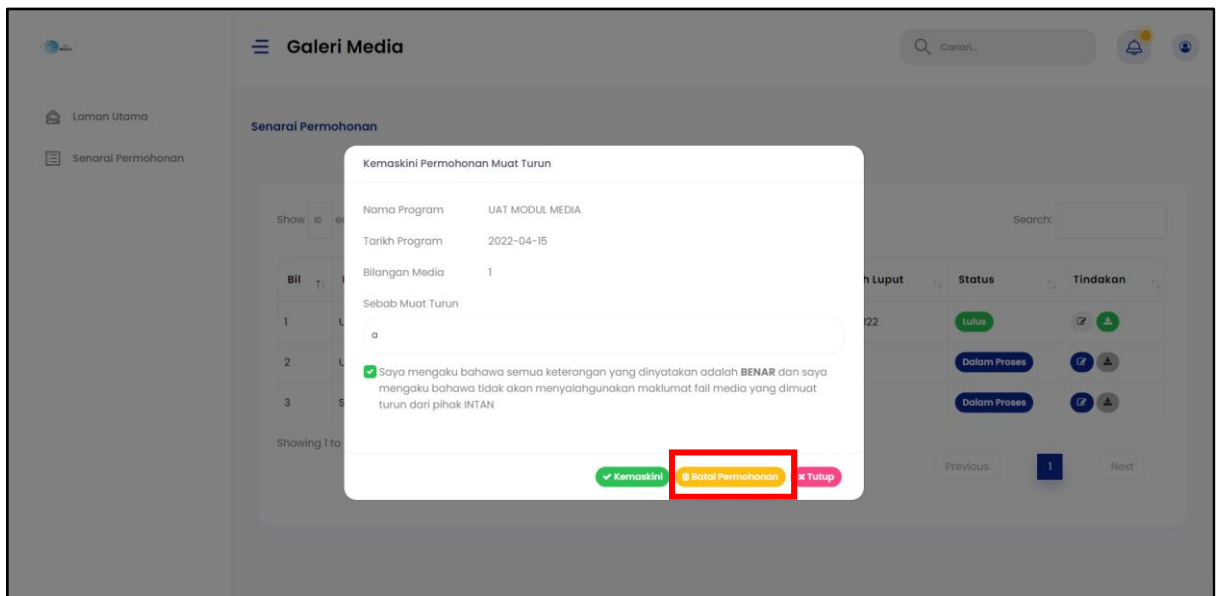 Galeri Media
Carian...
Laman Utama
Senarai Permohonan
Senarai Permohonan
Kemaskini Permohonan Muat Turun
Nama Program UAT MODUL MEDIA
Tarikh Program 2022-04-15
Bilangan Media 1
Sebab Muat Turun
a
Saya mengaku bahawa semua keterangan yang dinyatakan adalah BENAR dan saya
mengaku bahawa tidak akan menyalahgunakan maklumat fail media yang dimuat
turun dari pihak INTAN
Kemaskini Batal Permohonan x Tutup
Show 10
Search:
Bil Luput Status Tindakan
1 Lulus
2 Dalam Proses
3 Dalam Proses
Showing 1 to
Previous 1 Next